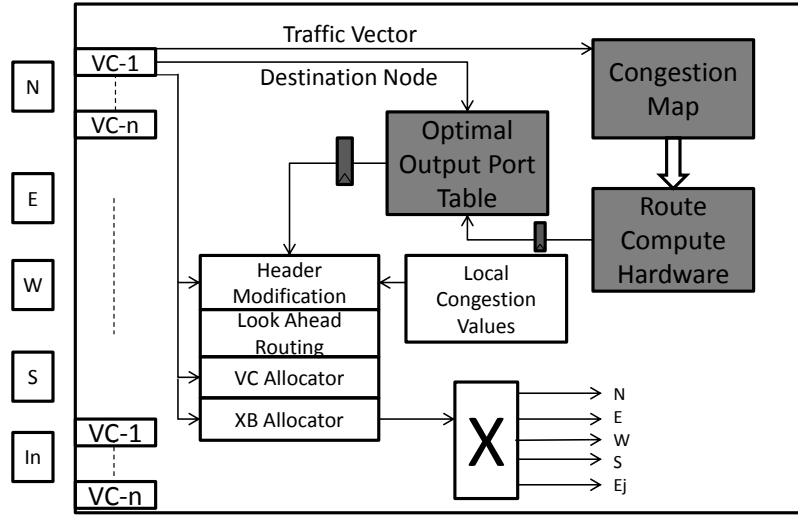 Traffic Vector
VC-1
Destination Node
N
VC-n
Congestion
Map
Optimal
Output Port
Table
E
Route
Compute
Hardware
W
Header
Modification
Local
Congestion
Values
Look Ahead
Routing
S
VC Allocator
XB Allocator
VC-1
In
VC-n
X
N
E
W
S
Ej